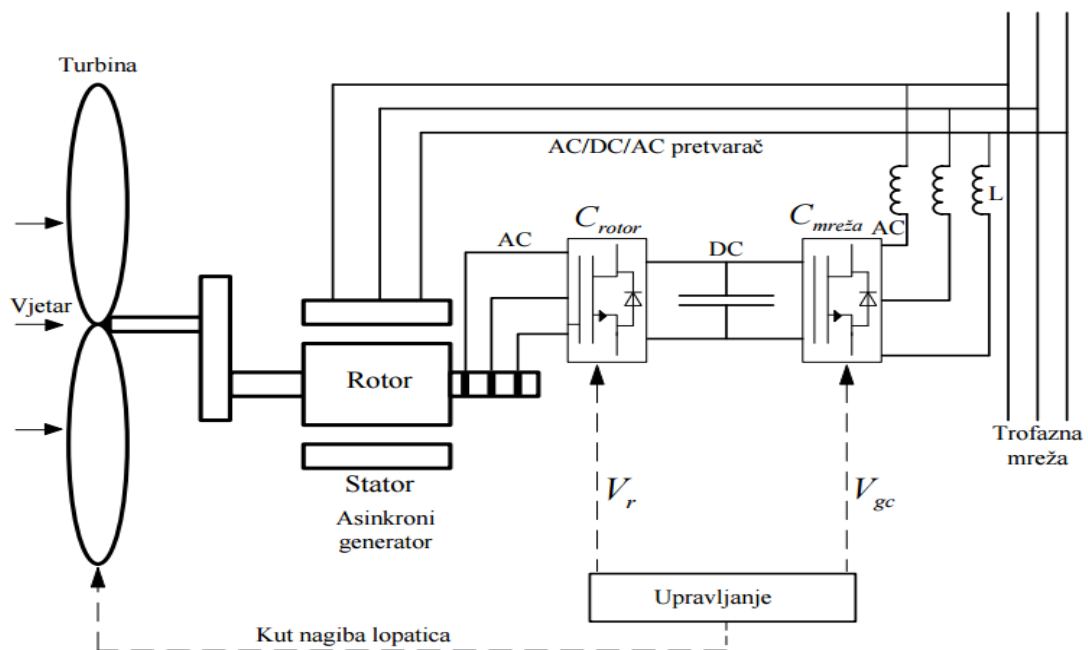 Turbina
AC/DC/AC pretvarač
L
C_rotor
C_mreža
AC
AC
DC
Vjetar
Rotor
Trofazna
mreža
Stator
V_r
V_gc
Asinkroni
generator
Upravljanje
Kut nagiba lopatica